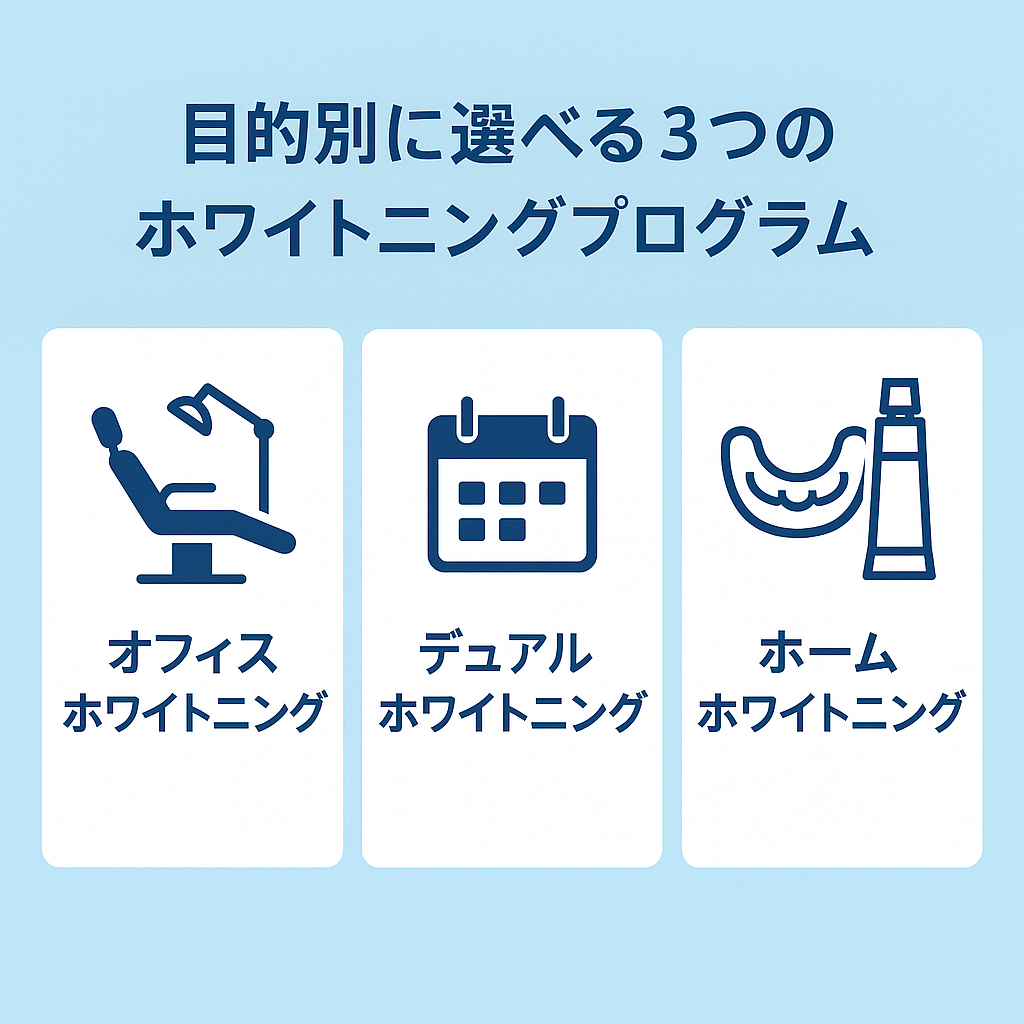 目的別に選べる3つの
ホワイトニングプログラム
オフィス
ホワイトニング
デュアル
ホワイトニング
ホーム
ホワイトニング